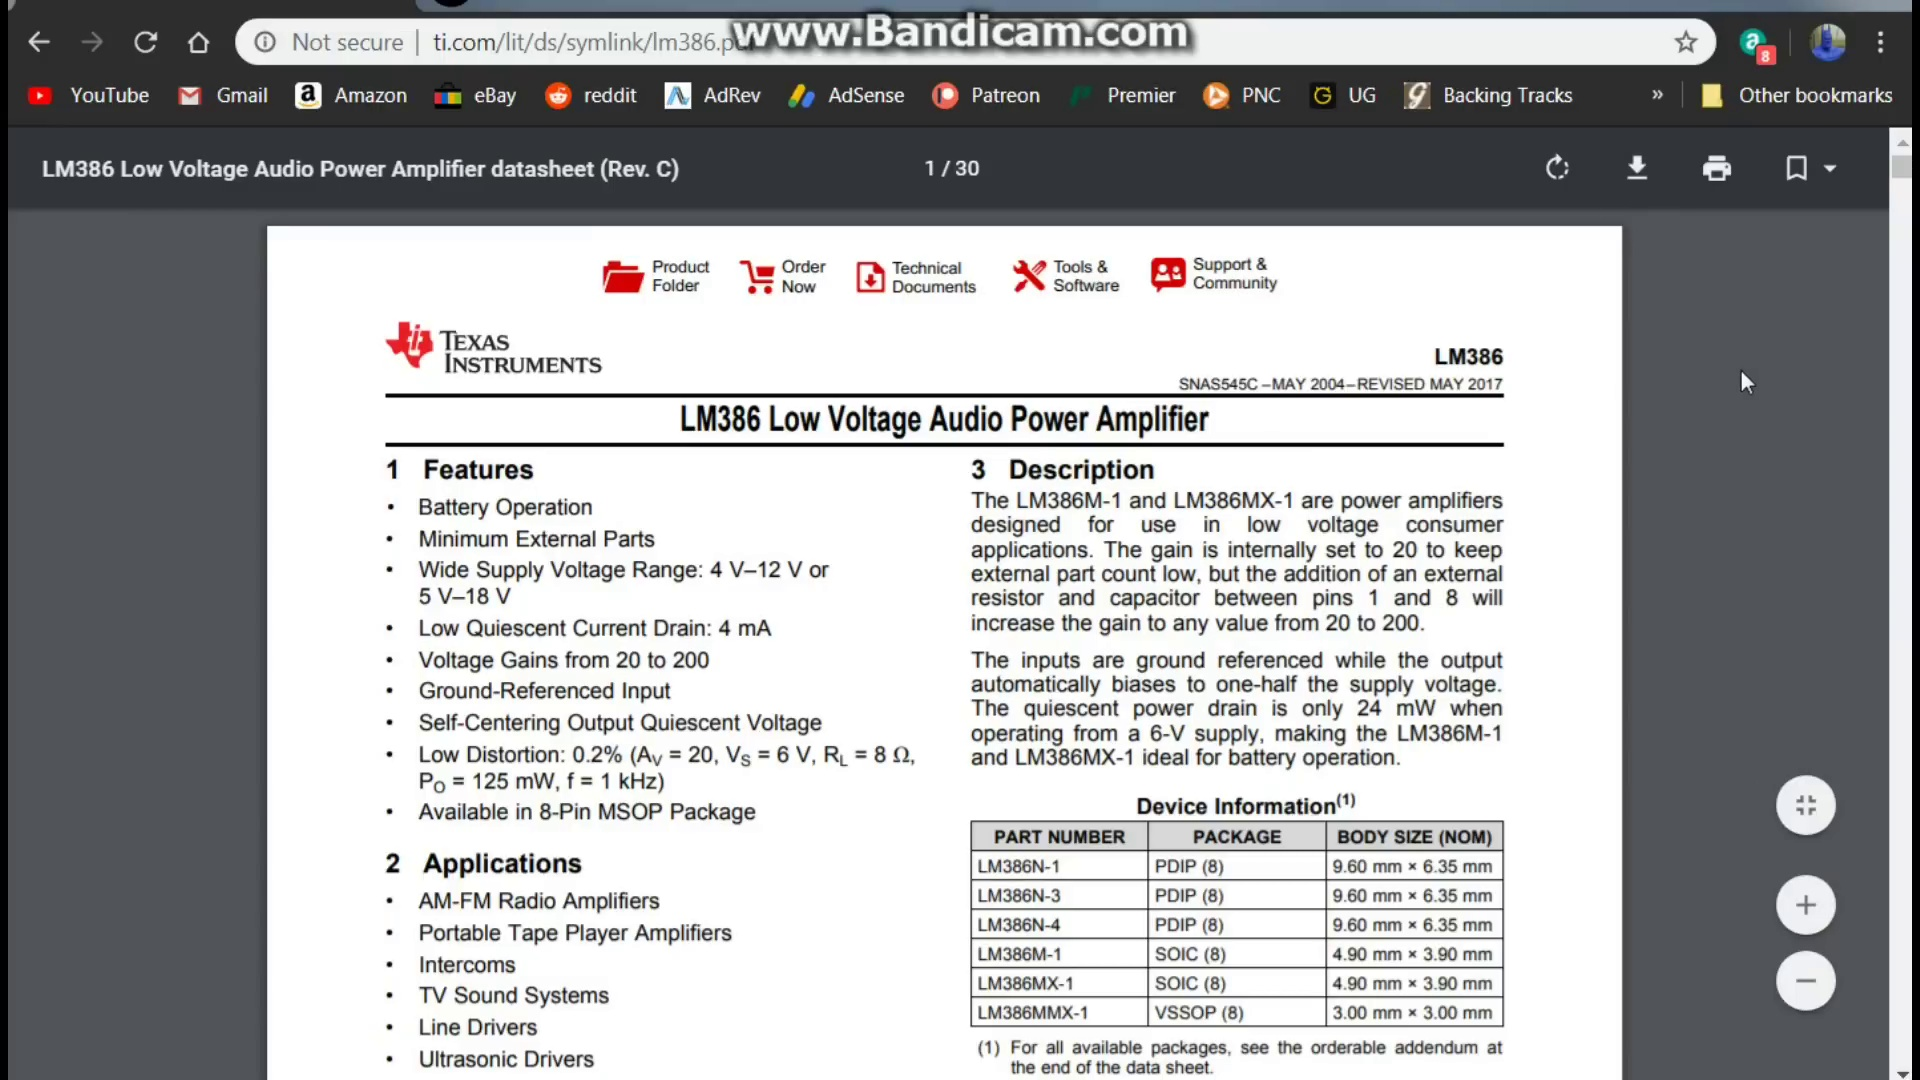 Not secure | ti.com/lit/ds/symlink/lm386.p
www.Bandicam.com
8
YouTube Gmail Amazon eBay reddit AdRev AdSense Patreon Premier PNC UG Backing Tracks » Other bookmarks
LM386 Low Voltage Audio Power Amplifier datasheet (Rev. C) 1 / 30
Product Folder
Order Now
Technical Documents
Tools & Software
Support & Community
TEXAS INSTRUMENTS
LM386
SNAS545C –MAY 2004–REVISED MAY 2017
LM386 Low Voltage Audio Power Amplifier
1 Features
• Battery Operation
• Minimum External Parts
• Wide Supply Voltage Range: 4 V–12 V or
5 V–18 V
• Low Quiescent Current Drain: 4 mA
• Voltage Gains from 20 to 200
• Ground-Referenced Input
• Self-Centering Output Quiescent Voltage
• Low Distortion: 0.2% (AV = 20, VS = 6 V, RL = 8 Ω,
PO = 125 mW, f = 1 kHz)
• Available in 8-Pin MSOP Package
2 Applications
• AM-FM Radio Amplifiers
• Portable Tape Player Amplifiers
• Intercoms
• TV Sound Systems
• Line Drivers
• Ultrasonic Drivers
3 Description
The LM386M-1 and LM386MX-1 are power amplifiers
designed for use in low voltage consumer
applications. The gain is internally set to 20 to keep
external part count low, but the addition of an external
resistor and capacitor between pins 1 and 8 will
increase the gain to any value from 20 to 200.
The inputs are ground referenced while the output
automatically biases to one-half the supply voltage.
The quiescent power drain is only 24 mW when
operating from a 6-V supply, making the LM386M-1
and LM386MX-1 ideal for battery operation.
Device Information(1)
PART NUMBER PACKAGE BODY SIZE (NOM)
LM386N-1 PDIP (8) 9.60 mm × 6.35 mm
LM386N-3 PDIP (8) 9.60 mm × 6.35 mm
LM386N-4 PDIP (8) 9.60 mm × 6.35 mm
LM386M-1 SOIC (8) 4.90 mm × 3.90 mm
LM386MX-1 SOIC (8) 4.90 mm × 3.90 mm
LM386MMX-1 VSSOP (8) 3.00 mm × 3.00 mm
(1) For all available packages, see the orderable addendum at
the end of the data sheet.